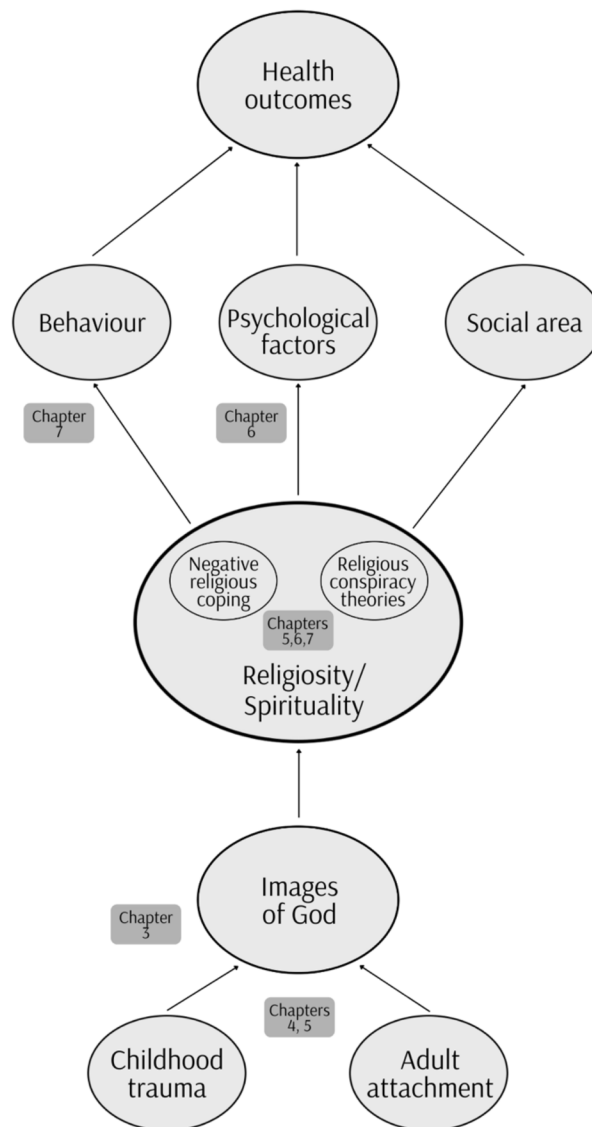 Health
outcomes
Behaviour
Psychological
factors
Social area
Chapter
7
Chapter
6
Negative
religious
coping
Religious
conspiracy
theories
Chapters
5,6,7
Religiosity/
Spirituality
Images
of God
Chapter
3
Chapters
4, 5
Childhood
trauma
Adult
attachment